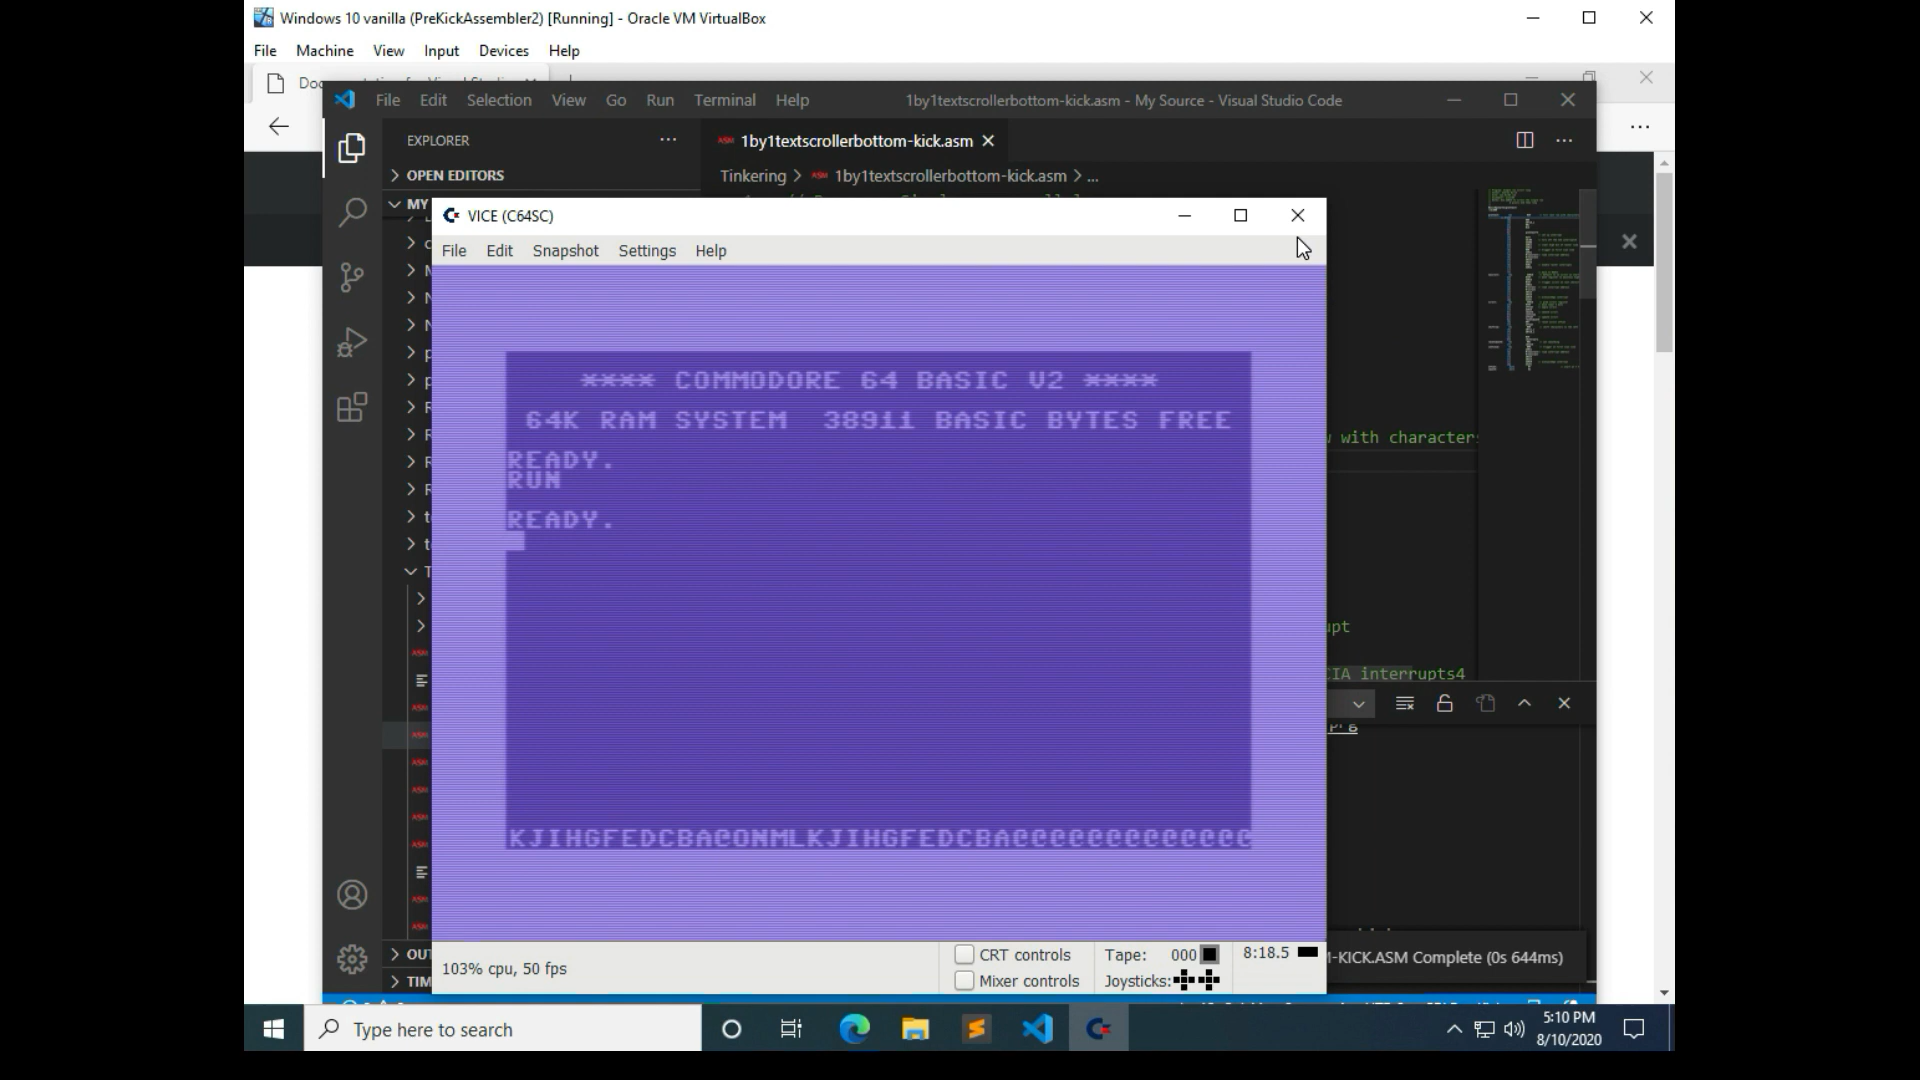 Windows 10 vanilla (PreKickAssembler2) [Running] - Oracle VM VirtualBox
File Machine View Input Devices Help
File Edit Selection View Go Run Terminal Help
1by1textscrollerbottom-kick.asm - My Source - Visual Studio Code
EXPLORER
OPEN EDITORS
MY
1by1textscrollerbottom-kick.asm
Tinkering > 1by1textscrollerbottom-kick.asm > ...
VICE (C64SC)
File Edit Snapshot Settings Help
**** COMMODORE 64 BASIC V2 ****
64K RAM SYSTEM 38911 BASIC BYTES FREE
READY.
RUN
READY.
KJIHGFEDCBA@ONMLKJIHGFEDCBA@@@@@@@@@@@@@
with characters
CIA interrupts4
103% cpu, 50 fps
CRT controls
Mixer controls
Tape: 000
Joysticks:
8:18.5
-KICK.ASM Complete (0s 644ms)
OUT
TIM
Type here to search
5:10 PM
8/10/2020